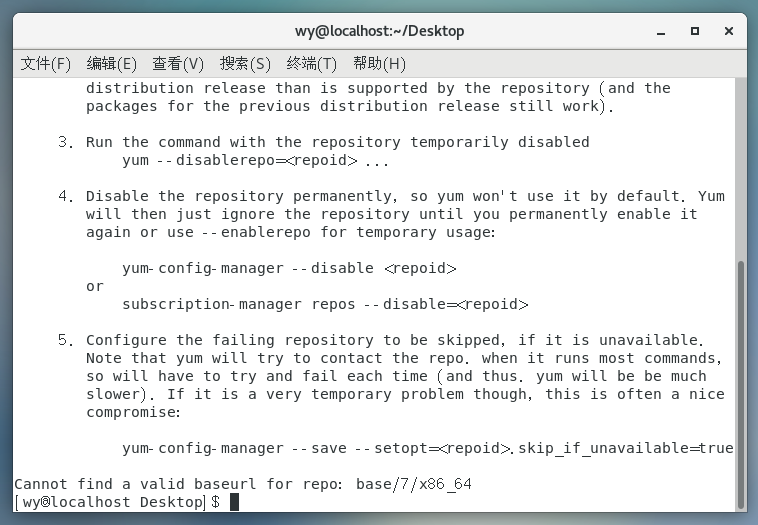 wy@localhost:~/Desktop
文件(F) 编辑(E) 查看(V) 搜索(S) 终端(T) 帮助(H)
distribution release than is supported by the repository (and the
packages for the previous distribution release still work).
3. Run the command with the repository temporarily disabled
yum --disablerepo=<repoid> ...
4. Disable the repository permanently, so yum won't use it by default. Yum
will then just ignore the repository until you permanently enable it
again or use --enablerepo for temporary usage:
yum-config-manager --disable <repoid>
or
subscription-manager repos --disable=<repoid>
5. Configure the failing repository to be skipped, if it is unavailable.
Note that yum will try to contact the repo. when it runs most commands,
so will have to try and fail each time (and thus. yum will be be much
slower). If it is a very temporary problem though, this is often a nice
compromise:
yum-config-manager --save --setopt=<repoid>.skip_if_unavailable=true
Cannot find a valid baseurl for repo: base/7/x86_64
[wy@localhost Desktop]$